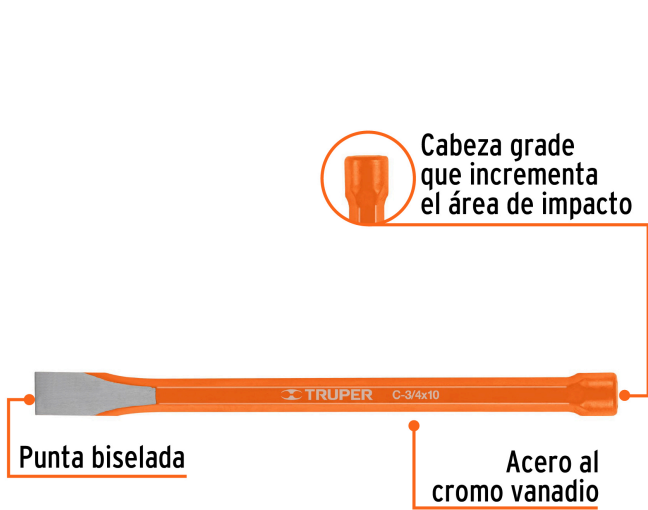 Cabeza grade
que incrementa
el área de impacto
TRUPER C-3/4x10
Punta biselada
Acero al
cromo vanadio